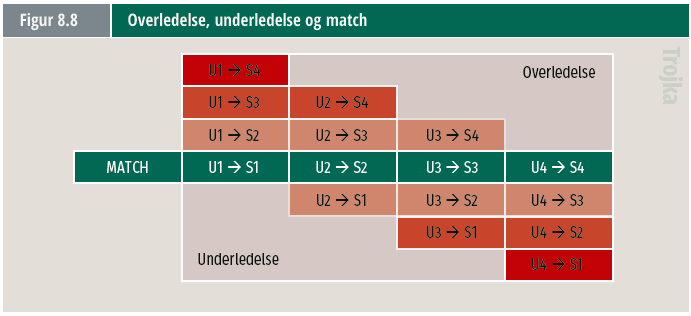 Figur 8.8 Overledelse, underledelse og match
Trojka
U1 → S4 Overledelse
U1 → S3 U2 → S4
U1 → S2 U2 → S3 U3 → S4
MATCH U1 → S1 U2 → S2 U3 → S3 U4 → S4
U2 → S1 U3 → S2 U4 → S3
U3 → S1 U4 → S2
Underledelse U4 → S1